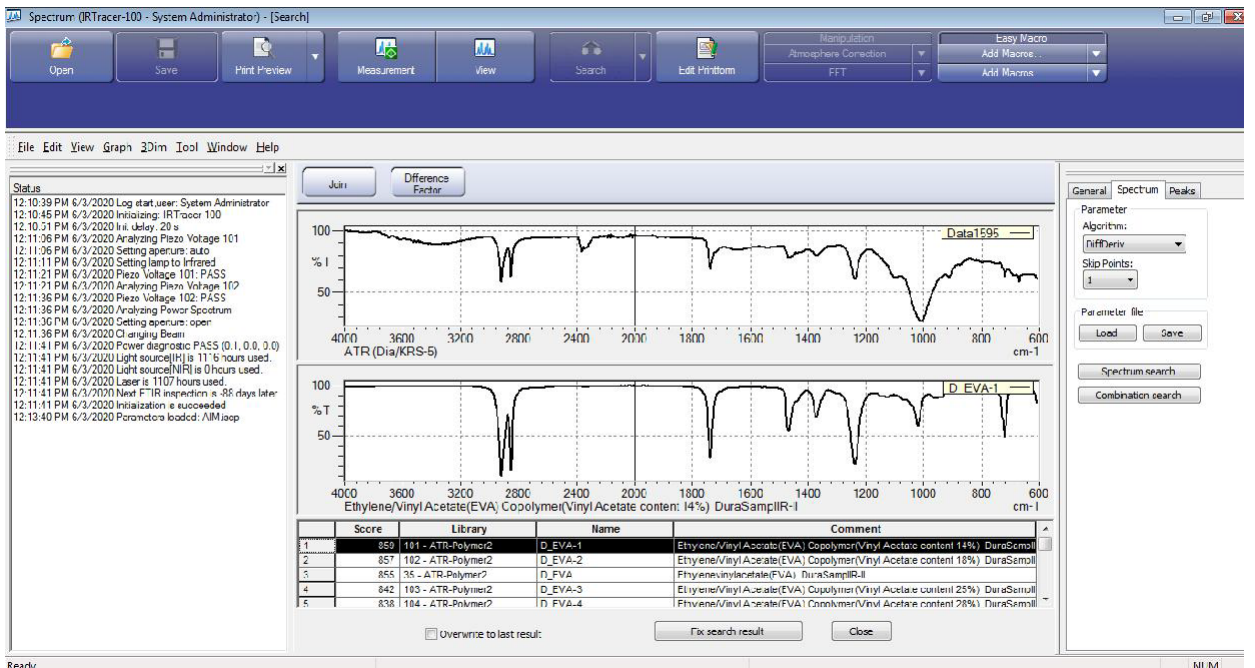 Spectrum (IRTracer-100 - System Administrator) - [Search]
Open Save Print Preview Measurement View Search Edit Printform
Manipulation
Atmosphere Correction
FFT
Easy Macro
Add Macros...
Add Macros
File Edit View Graph 3Dim Tool Window Help
Status
12:10:39 PM 6/3/2020 Log start,user: System Administrator
12:10:45 PM 6/3/2020 Initializing: IRTracer 100
12:10:51 PM 6/3/2020 Init delay: 20 s
12:11:06 PM 6/3/2020 Analyzing Piezo Voltage 101
12:11:06 PM 6/3/2020 Setting aperture: auto
12:11:11 PM 6/3/2020 Setting lamp to Infrared
12:11:21 PM 6/3/2020 Piezo Voltage 101: PASS
12:11:21 PM 6/3/2020 Analyzing Piezo Voltage 102
12:11:36 PM 6/3/2020 Piezo Voltage 102: PASS
12:11:36 PM 6/3/2020 Analyzing Power Spectrum
12:11:36 PM 6/3/2020 Setting aperture: open
12:11:36 PM 6/3/2020 Changing Beam
12:11:41 PM 6/3/2020 Power diagnostic PASS (0.1, 0.0, 0.0)
12:11:41 PM 6/3/2020 Light source[IR] is 1116 hours used.
12:11:41 PM 6/3/2020 Light source[NIR] is 0 hours used.
12:11:41 PM 6/3/2020 Laser is 1107 hours used.
12:11:41 PM 6/3/2020 Next FTIR inspection is -88 days later
12:11:41 PM 6/3/2020 Initialization is succeeded
12:13:40 PM 6/3/2020 Parameters loaded:
Join
Difference Factor
100
%T
50
Data1595
4000 3600 3200 2800 2400 2000 1800 1600 1400 1200 1000 800 600
ATR (Dia/KRS-5) cm-1
100
%T
50
D_EVA-1
4000 3600 3200 2800 2400 2000 1800 1600 1400 1200 1000 800 600
Ethylene/Vinyl Acetate(EVA) Copolymer(Vinyl Acetate content 14%) DuraSamplIR-II cm-1
Score Library Name Comment
1 859 101 - ATR-Polymer2 D_EVA-1 Ethylene/Vinyl Acetate(EVA) Copolymer(Vinyl Acetate content 14%) DuraSampll
2 857 102 - ATR-Polymer2 D_EVA-2 Ethylene/Vinyl Acetate(EVA) Copolymer(Vinyl Acetate content 18%) DuraSampll
3 855 35 - ATR-Polymer2 D_EVA Ethylenevinylacetate(EVA) DuraSamplIR-II
4 842 103 - ATR-Polymer2 D_EVA-3 Ethylene/Vinyl Acetate(EVA) Copolymer(Vinyl Acetate content 25%) DuraSampll
5 838 104 - ATR-Polymer2 D_EVA-4 Ethylene/Vinyl Acetate(EVA) Copolymer(Vinyl Acetate content 28%) DuraSampll
Overwrite to last result
Fix search result
Close
General Spectrum Peaks
Parameter
Algorithm:
DiffDeriv
Skip Points:
1
Parameter file
Load Save
Spectrum search
Combination search
Ready
NUM